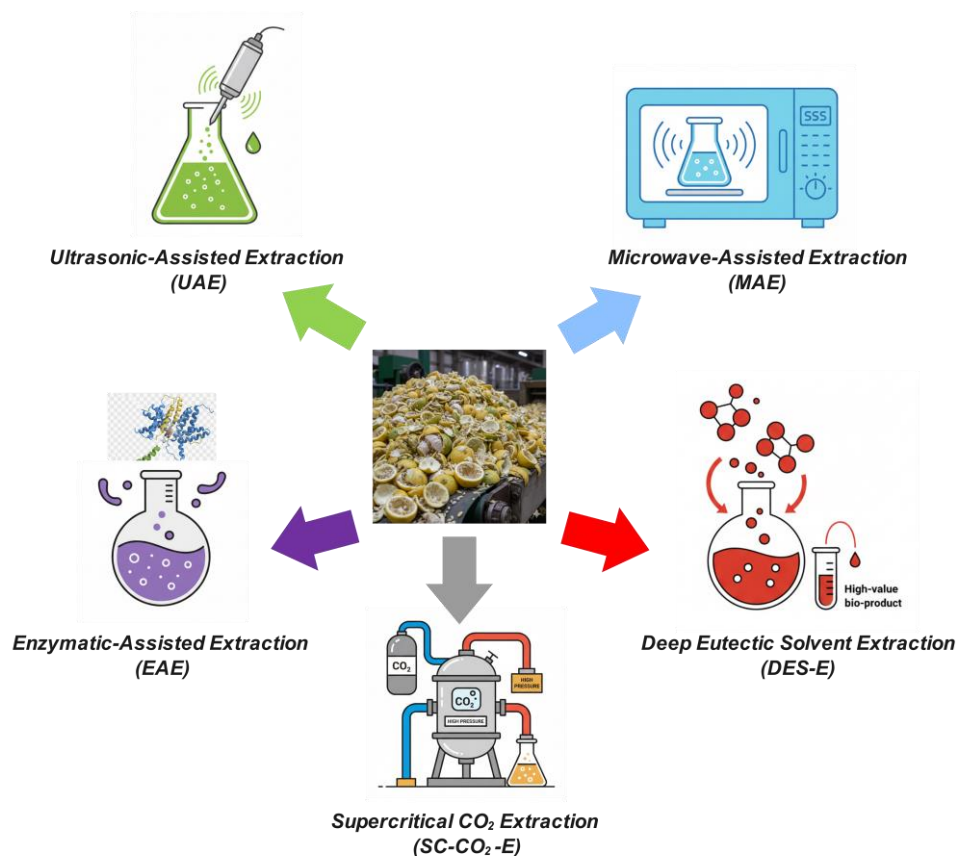 SSS
Ultrasonic-Assisted Extraction
(UAE)
Microwave-Assisted Extraction
(MAE)
High-value
bio-product
Enzymatic-Assisted Extraction
(EAE)
Deep Eutectic Solvent Extraction
(DES-E)
CO₂
HIGH
PRESSURE
CO₂
HIGH PRESSURE
Supercritical CO₂ Extraction
(SC-CO₂-E)